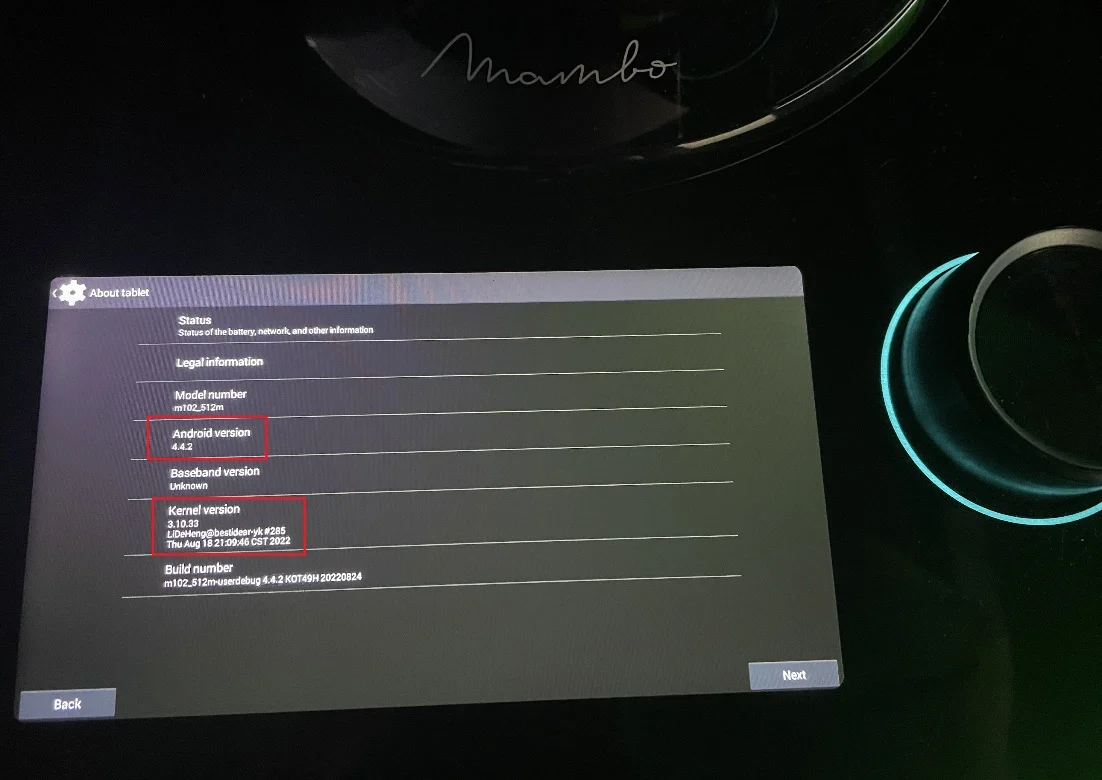 Mambo
About tablet
Status
Status of the battery, network, and other information
Legal information
Model number
m102_512m
Android version
4.4.2
Baseband version
Unknown
Kernel version
3.10.33
LiDeHeng@bestidear-yk #285
Thu Aug 18 21:09:46 CST 2022
Build number
m102_512m-userdebug 4.4.2 KOT49H 20220824
Next
Back